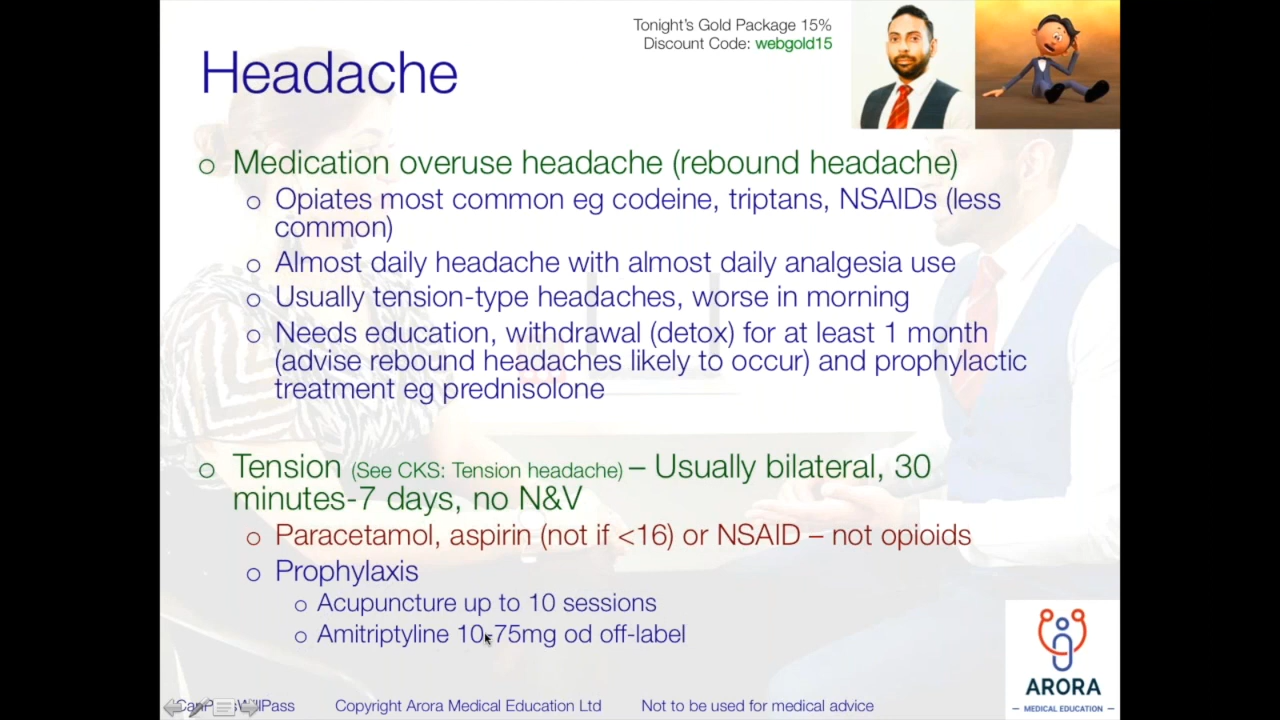 Tonight's Gold Package 15%
Discount Code: webgold15
Headache
o Medication overuse headache (rebound headache)
o Opiates most common eg codeine, triptans, NSAIDs (less
common)
o Almost daily headache with almost daily analgesia use
o Usually tension-type headaches, worse in morning
o Needs education, withdrawal (detox) for at least 1 month
(advise rebound headaches likely to occur) and prophylactic
treatment eg prednisolone
o Tension (See CKS: Tension headache) – Usually bilateral, 30
minutes-7 days, no N&V
o Paracetamol, aspirin (not if <16) or NSAID – not opioids
o Prophylaxis
o Acupuncture up to 10 sessions
o Amitriptyline 10-75mg od off-label
Copyright Arora Medical Education Ltd
Not to be used for medical advice
ARORA
– MEDICAL EDUCATION –